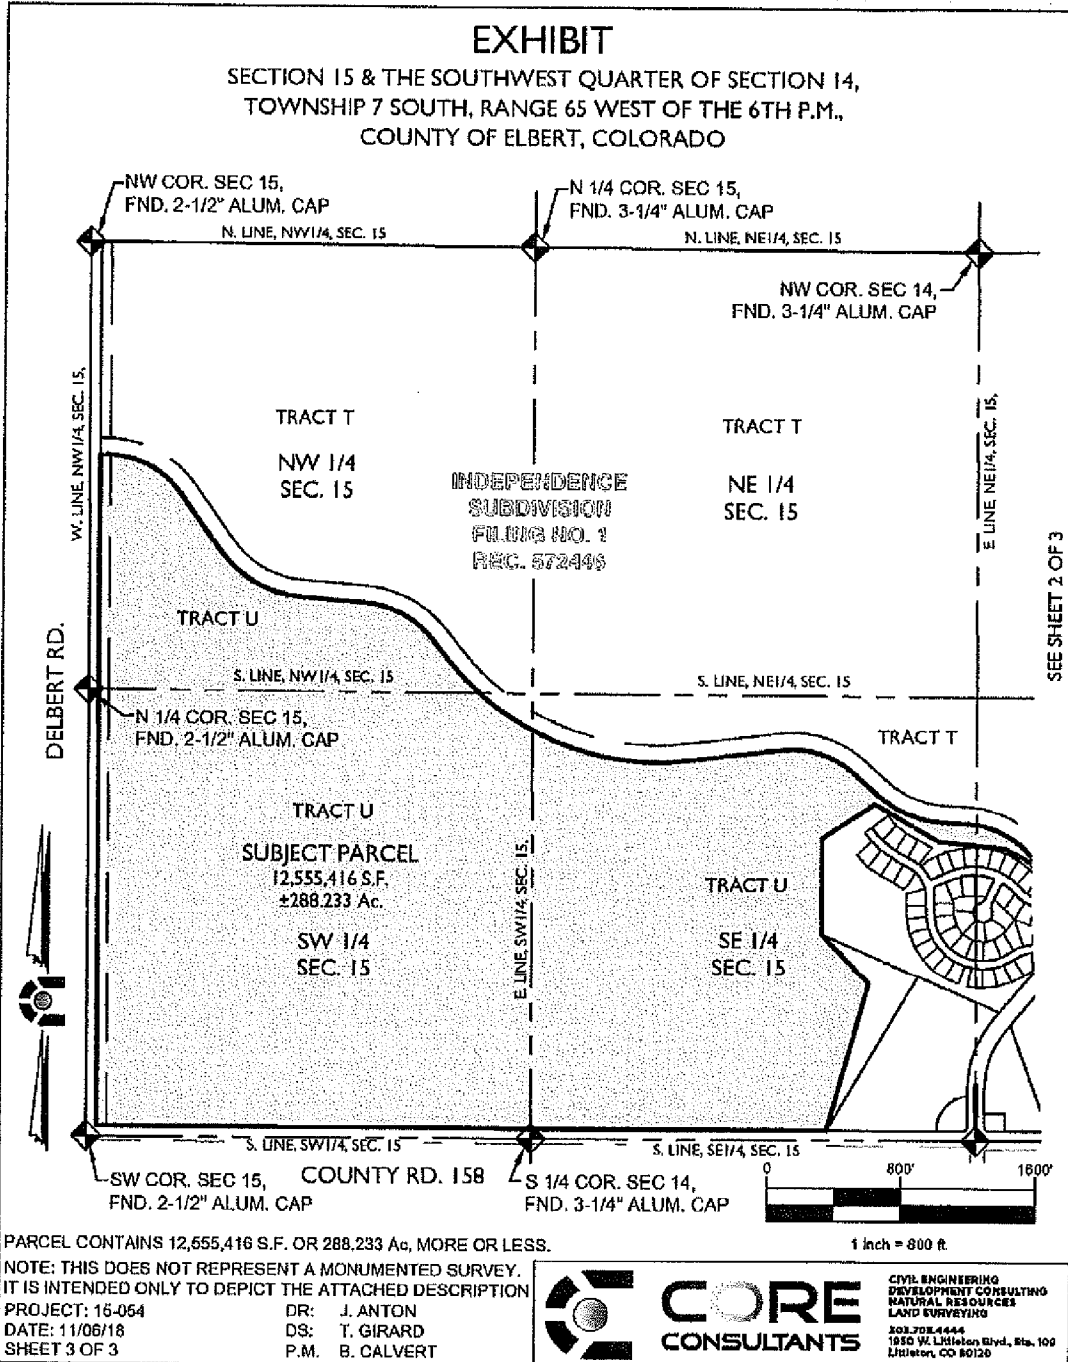 EXHIBIT
SECTION 15 & THE SOUTHWEST QUARTER OF SECTION 14,
TOWNSHIP 7 SOUTH, RANGE 65 WEST OF THE 6TH P.M.,
COUNTY OF ELBERT, COLORADO
NW COR. SEC 15,
FND. 2-1/2" ALUM. CAP
N 1/4 COR. SEC 15,
FND. 3-1/4" ALUM. CAP
N. LINE, NW1/4, SEC. 15
N. LINE, NE1/4, SEC. 15
NW COR. SEC 14,
FND. 3-1/4" ALUM. CAP
W. LINE, NW1/4, SEC. 15,
TRACT T
NW 1/4
SEC. 15
INDEPENDENCE
SUBDIVISION
FILING NO. 1
REC. 572446
TRACT T
NE 1/4
SEC. 15
E LINE, NE1/4, SEC. 15,
SEE SHEET 2 OF 3
TRACT U
DELBERT RD.
S. LINE, NW1/4, SEC. 15
S. LINE, NE1/4, SEC. 15
N 1/4 COR. SEC 15,
FND. 2-1/2" ALUM. CAP
TRACT T
TRACT U
SUBJECT PARCEL
12,555,416 S.F.
±288.233 Ac.
SW 1/4
SEC. 15
E. LINE, SW1/4, SEC. 15,
TRACT U
SE 1/4
SEC. 15
S. LINE, SW1/4, SEC. 15
S. LINE, SE1/4, SEC. 15
SW COR. SEC 15,
FND. 2-1/2" ALUM. CAP
COUNTY RD. 158
S 1/4 COR. SEC 14,
FND. 3-1/4" ALUM. CAP
0 800' 1600'
1 inch = 800 ft.
PARCEL CONTAINS 12,555,416 S.F. OR 288.233 Ac, MORE OR LESS.
NOTE: THIS DOES NOT REPRESENT A MONUMENTED SURVEY.
IT IS INTENDED ONLY TO DEPICT THE ATTACHED DESCRIPTION
PROJECT: 15-054 DR: J. ANTON
DATE: 11/06/18 DS: T. GIRARD
SHEET 3 OF 3 P.M. B. CALVERT
CORE
CONSULTANTS
CIVIL ENGINEERING
DEVELOPMENT CONSULTING
NATURAL RESOURCES
LAND SURVEYING
303.703.4444
1950 W. Littleton Blvd., Ste. 109
Littleton, CO 80120